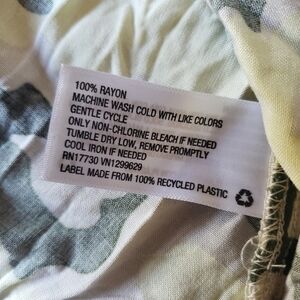 100% RAYON
MACHINE WASH COLD WITH LIKE COLORS
GENTLE CYCLE
ONLY NON-CHLORINE BLEACH IF NEEDED
TUMBLE DRY LOW, REMOVE PROMPTLY
COOL IRON IF NEEDED
RN17730 VN1299629
LABEL MADE FROM 100% RECYCLED PLASTIC